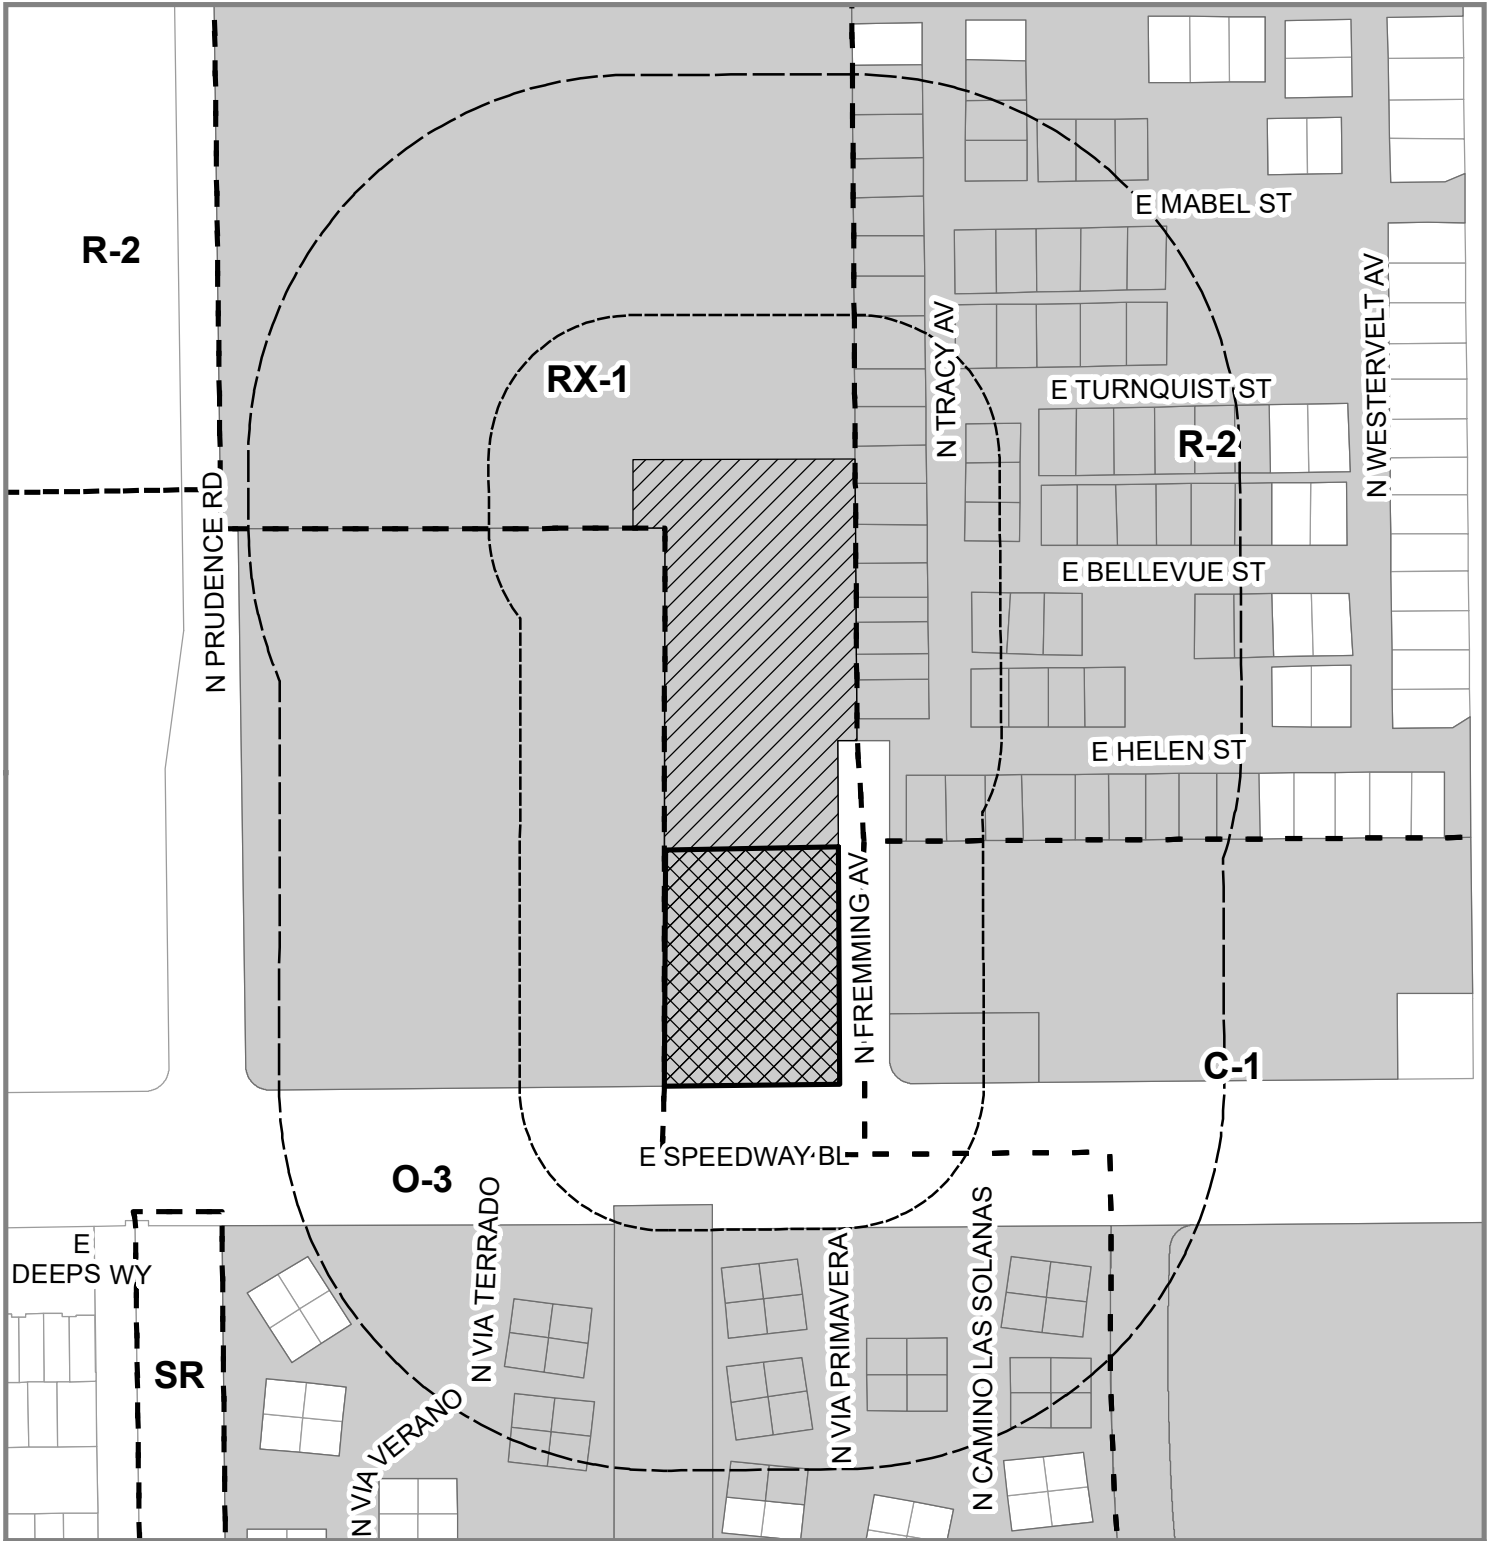 E MABEL ST
R-2
N WESTERVELT AV
N TRACY AV
RX-1
E TURNQUIST ST
R-2
N PRUDENCE RD
E BELLEVUE ST
E HELEN ST
N FREMMING AV
C-1
E SPEEDWAY BL
O-3
N VIA TERRADO
N CAMINO LAS SOLANAS
N VIA PRIMAVERA
E
DEEPS WY
SR
N VIA VERANO